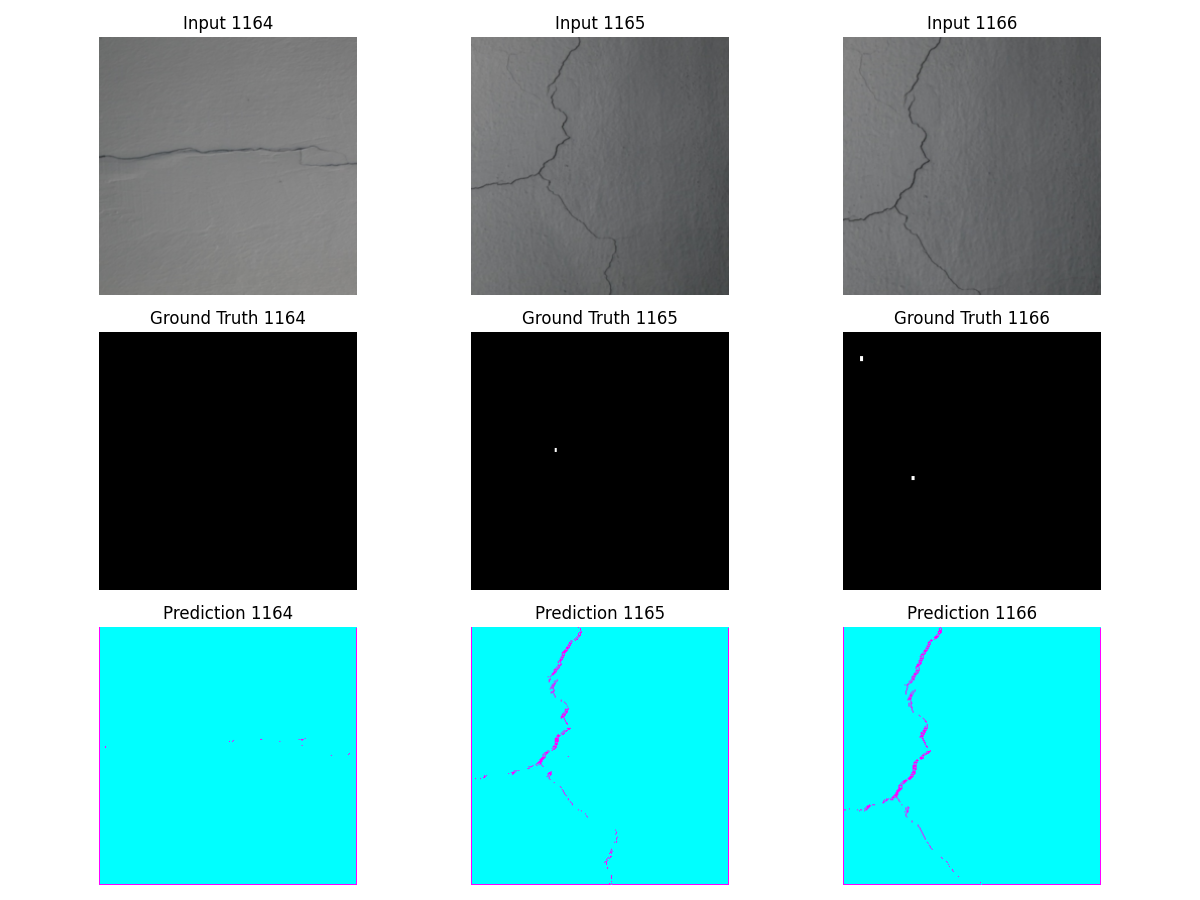 Input 1164
Input 1165
Input 1166
Ground Truth 1164
Ground Truth 1165
Ground Truth 1166
Prediction 1164
Prediction 1165
Prediction 1166